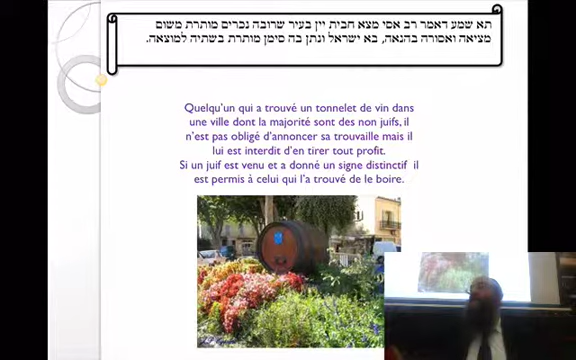 תא שמע דאמר רב אסי מצא חבית יין בעיר שרובה נכרים מותרת משום
מציאה ואסורה בהנאה, בא ישראל ונתן בה סימן מותרת בשתיה למוצאה.
Quelqu'un qui a trouvé un tonnelet de vin dans
une ville dont la majorité sont des non juifs, il
n'est pas obligé d'annoncer sa trouvaille mais il
lui est interdit d'en tirer tout profit.
Si un juif est venu et a donné un signe distinctif il
est permis à celui qui l'a trouvé de le boire.